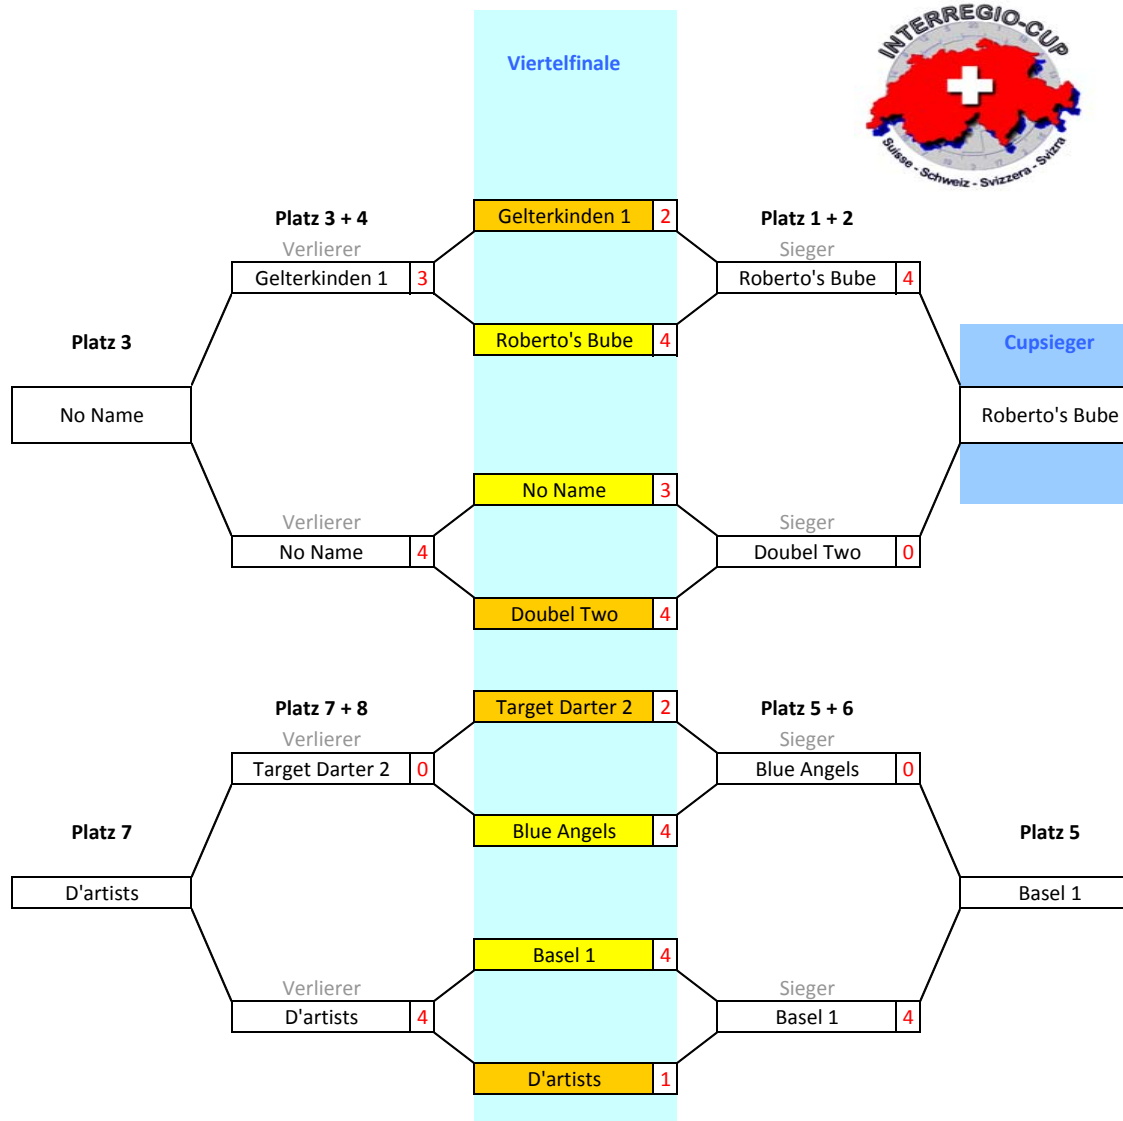 INTERREGIO-CUP
Suisse - Schweiz - Svizzera - Svizra
Viertelfinale
Platz 3 + 4
Gelterkinden 1 2
Platz 1 + 2
Verlierer
Sieger
Gelterkinden 1 3
Roberto's Bube 4
Platz 3
Roberto's Bube 4
Cupsieger
No Name
Roberto's Bube
No Name 3
Verlierer
Sieger
No Name 4
Doubel Two 0
Doubel Two 4
Platz 7 + 8
Target Darter 2 2
Platz 5 + 6
Verlierer
Sieger
Target Darter 2 0
Blue Angels 0
Platz 7
Blue Angels 4
Platz 5
D'artists
Basel 1
Basel 1 4
Verlierer
Sieger
D'artists 4
Basel 1 4
D'artists 1